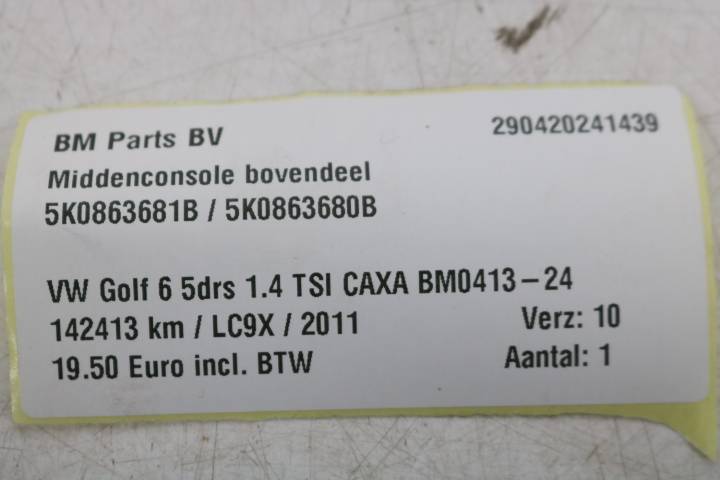 BM Parts BV 290420241439
Middenconsole bovendeel
5K0863681B / 5K0863680B
VW Golf 6 5drs 1.4 TSI CAXA BM0413-24
142413 km / LC9X / 2011 Verz: 10
19.50 Euro incl. BTW Aantal: 1